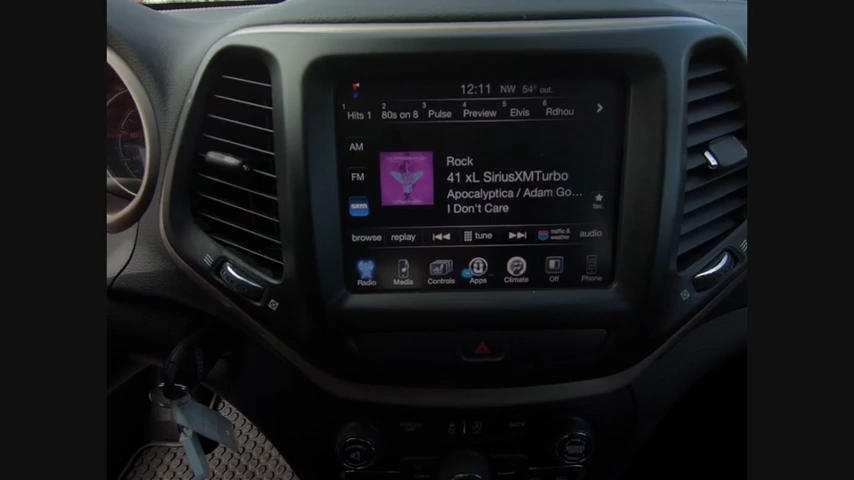 12:11 NW 54° out.
1 2 3 4 5 6
Hits 1 80s on 8 Pulse Preview Elvis Rdhou
AM
FM
SXM
Rock
41 xL SiriusXMTurbo
Apocalyptica / Adam Go...
I Don't Care
fav.
browse replay tune traffic & weather audio
Radio Media Controls Apps Climate Off Phone